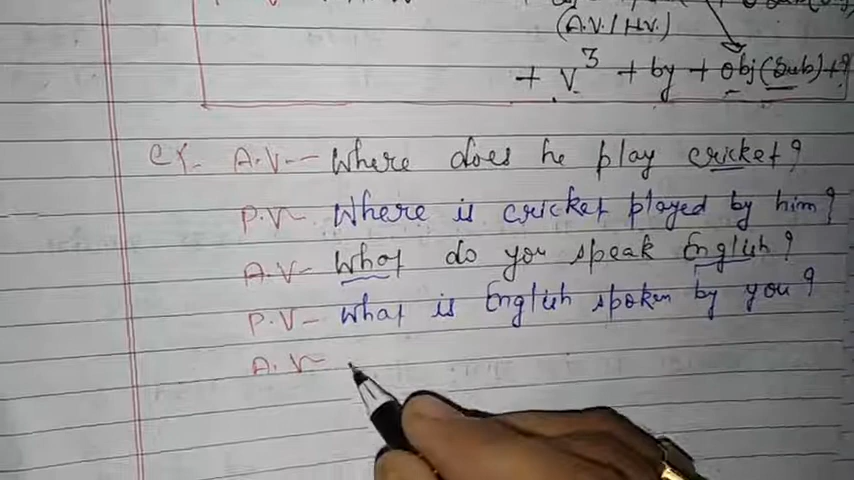 (A.V./H.V.)
+ V³ + by + obj(Sub)+?
ex- A.V-- Where does he play cricket?
P.V- Where is cricket played by him?
A.V- What do you speak English?
P.V- What is English spoken by you?
A.V-